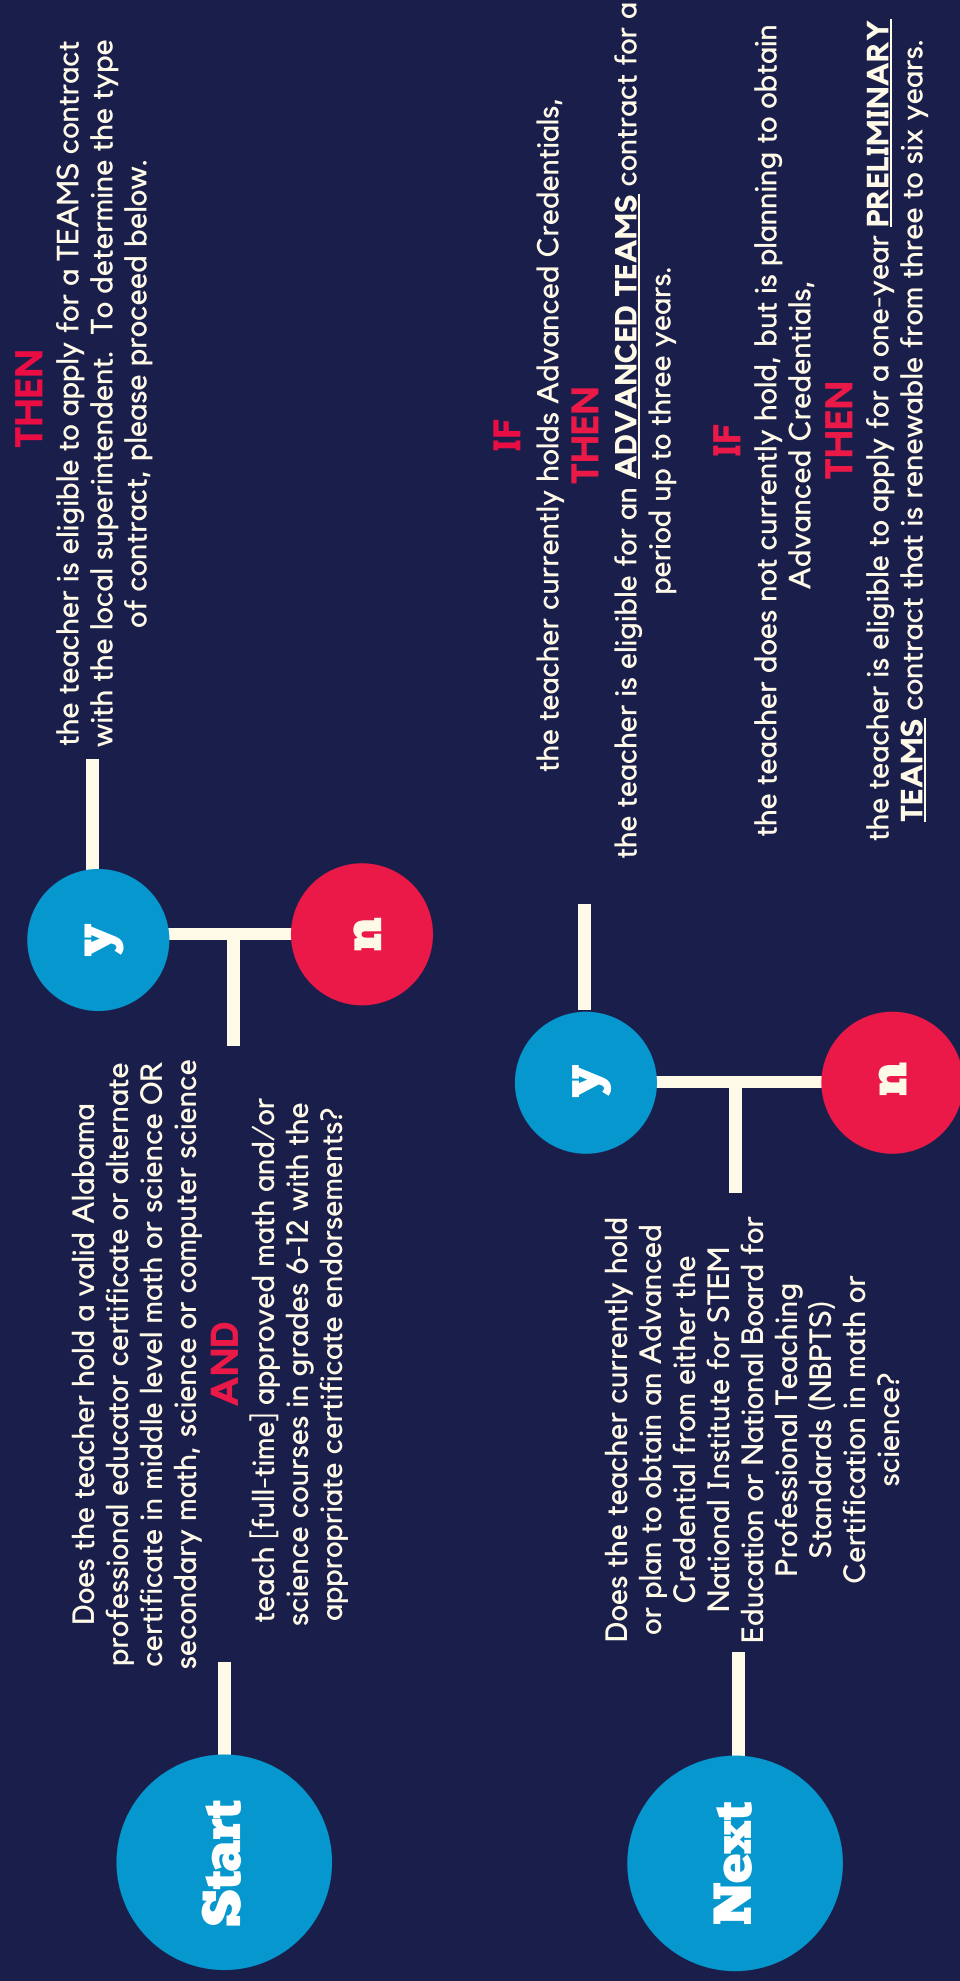 Start
Does the teacher hold a valid Alabama
professional educator certificate or alternate
certificate in middle level math or science OR
secondary math, science or computer science
AND
teach [full-time] approved math and/or
science courses in grades 6-12 with the
appropriate certificate endorsements?
y
n
THEN
the teacher is eligible to apply for a TEAMS contract
with the local superintendent. To determine the type
of contract, please proceed below.
Next
Does the teacher currently hold
or plan to obtain an Advanced
Credential from either the
National Institute for STEM
Education or National Board for
Professional Teaching
Standards (NBPTS)
Certification in math or
science?
y
n
IF
the teacher currently holds Advanced Credentials,
THEN
the teacher is eligible for an ADVANCED TEAMS contract for a
period up to three years.
IF
the teacher does not currently hold, but is planning to obtain
Advanced Credentials,
THEN
the teacher is eligible to apply for a one-year PRELIMINARY
TEAMS contract that is renewable from three to six years.